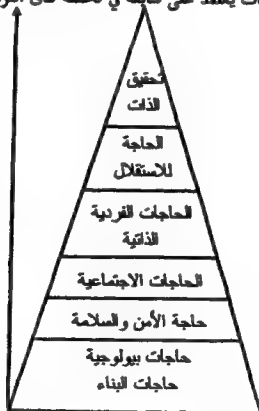 تحقيق
الذات
الحاجة
للاستقلال
الحاجات الفردية
الذاتية
الحاجات الاجتماعية
حاجة الأمن والسلامة
حاجات بيولوجية
حاجات البناء